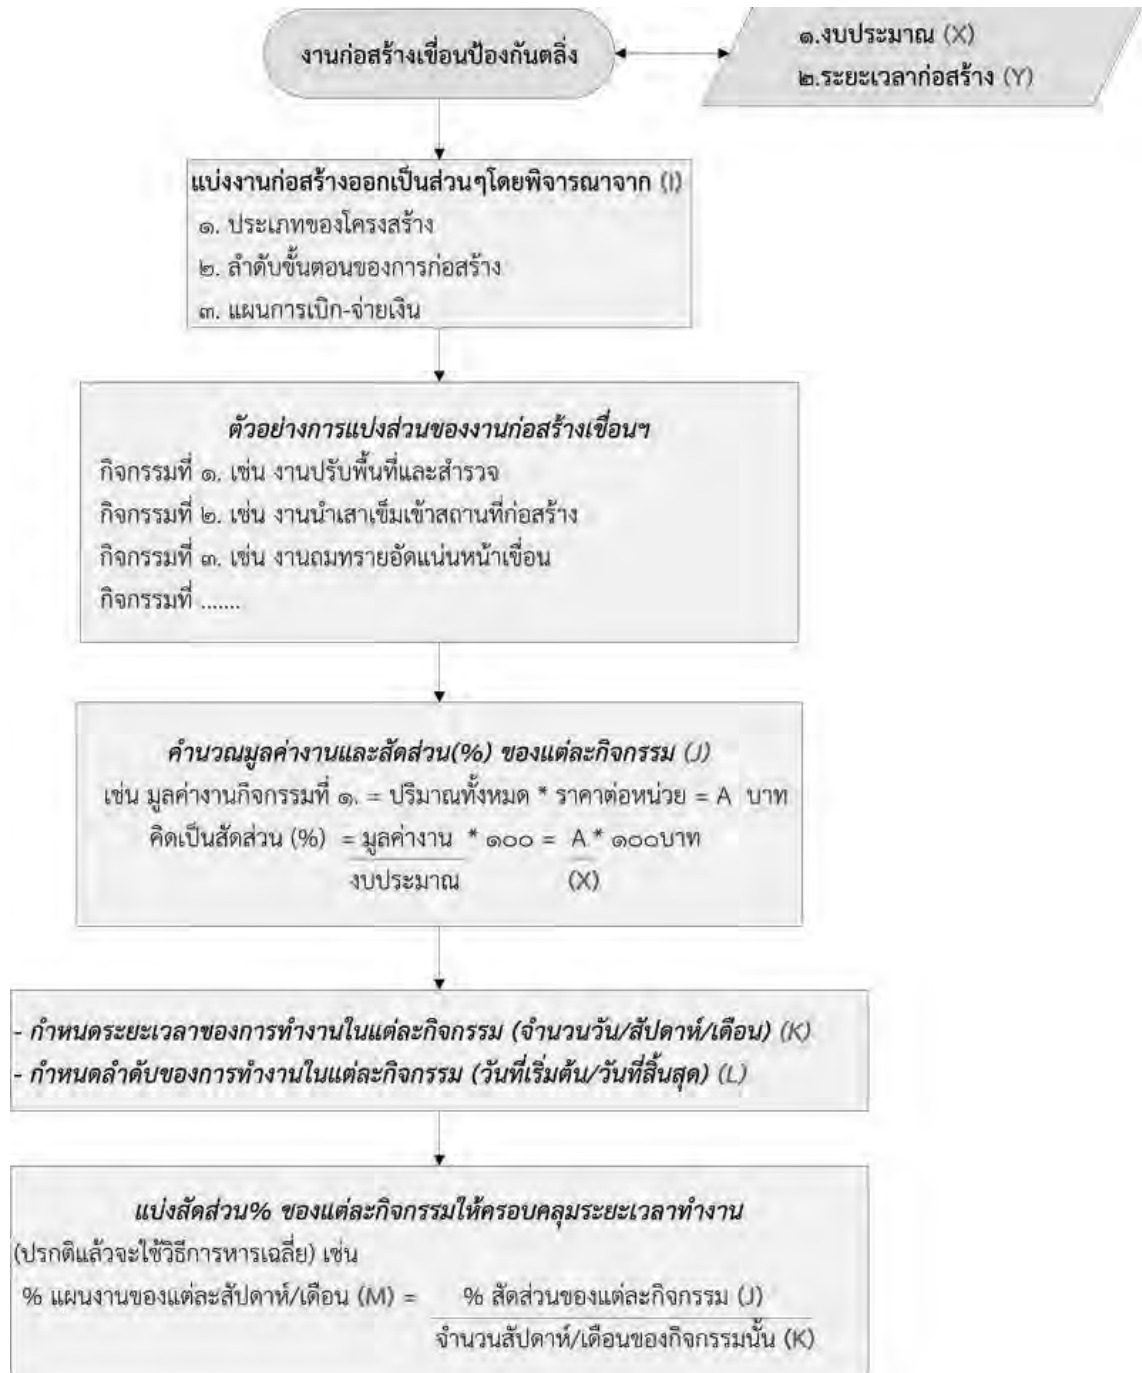 งานก่อสร้างเขื่อนป้องกันตลิ่ง
๑.งบประมาณ (X)
๒.ระยะเวลาก่อสร้าง (Y)
แบ่งงานก่อสร้างออกเป็นส่วนๆโดยพิจารณาจาก (I)
๑. ประเภทของโครงสร้าง
๒. ลำดับขั้นตอนของการก่อสร้าง
๓. แผนการเบิก-จ่ายเงิน
ตัวอย่างการแบ่งส่วนของงานก่อสร้างเขื่อนฯ
กิจกรรมที่ ๑. เช่น งานปรับพื้นที่และสำรวจ
กิจกรรมที่ ๒. เช่น งานนำเสาเข็มเข้าสถานที่ก่อสร้าง
กิจกรรมที่ ๓. เช่น งานถมทรายอัดแน่นหน้าเขื่อน
กิจกรรมที่ .......
คำนวณมูลค่างานและสัดส่วน(%) ของแต่ละกิจกรรม (J)
เช่น มูลค่างานกิจกรรมที่ ๑. = ปริมาณทั้งหมด * ราคาต่อหน่วย = A บาท
คิดเป็นสัดส่วน (%) = มูลค่างาน * ๑๐๐ = A * ๑๐๐บาท
งบประมาณ (X)
- กำหนดระยะเวลาของการทำงานในแต่ละกิจกรรม (จำนวนวัน/สัปดาห์/เดือน) (K)
- กำหนดลำดับของการทำงานในแต่ละกิจกรรม (วันที่เริ่มต้น/วันที่สิ้นสุด) (L)
แบ่งสัดส่วน% ของแต่ละกิจกรรมให้ครอบคลุมระยะเวลาทำงาน
(ปรกติแล้วจะใช้วิธีการหารเฉลี่ย) เช่น
% แผนงานของแต่ละสัปดาห์/เดือน (M) = % สัดส่วนของแต่ละกิจกรรม (J)
จำนวนสัปดาห์/เดือนของกิจกรรมนั้น (K)